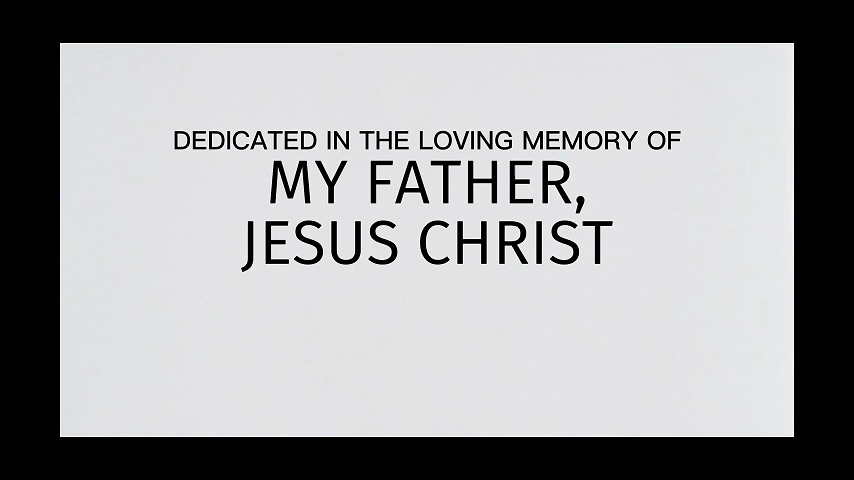 DEDICATED IN THE LOVING MEMORY OF
MY FATHER,
JESUS CHRIST